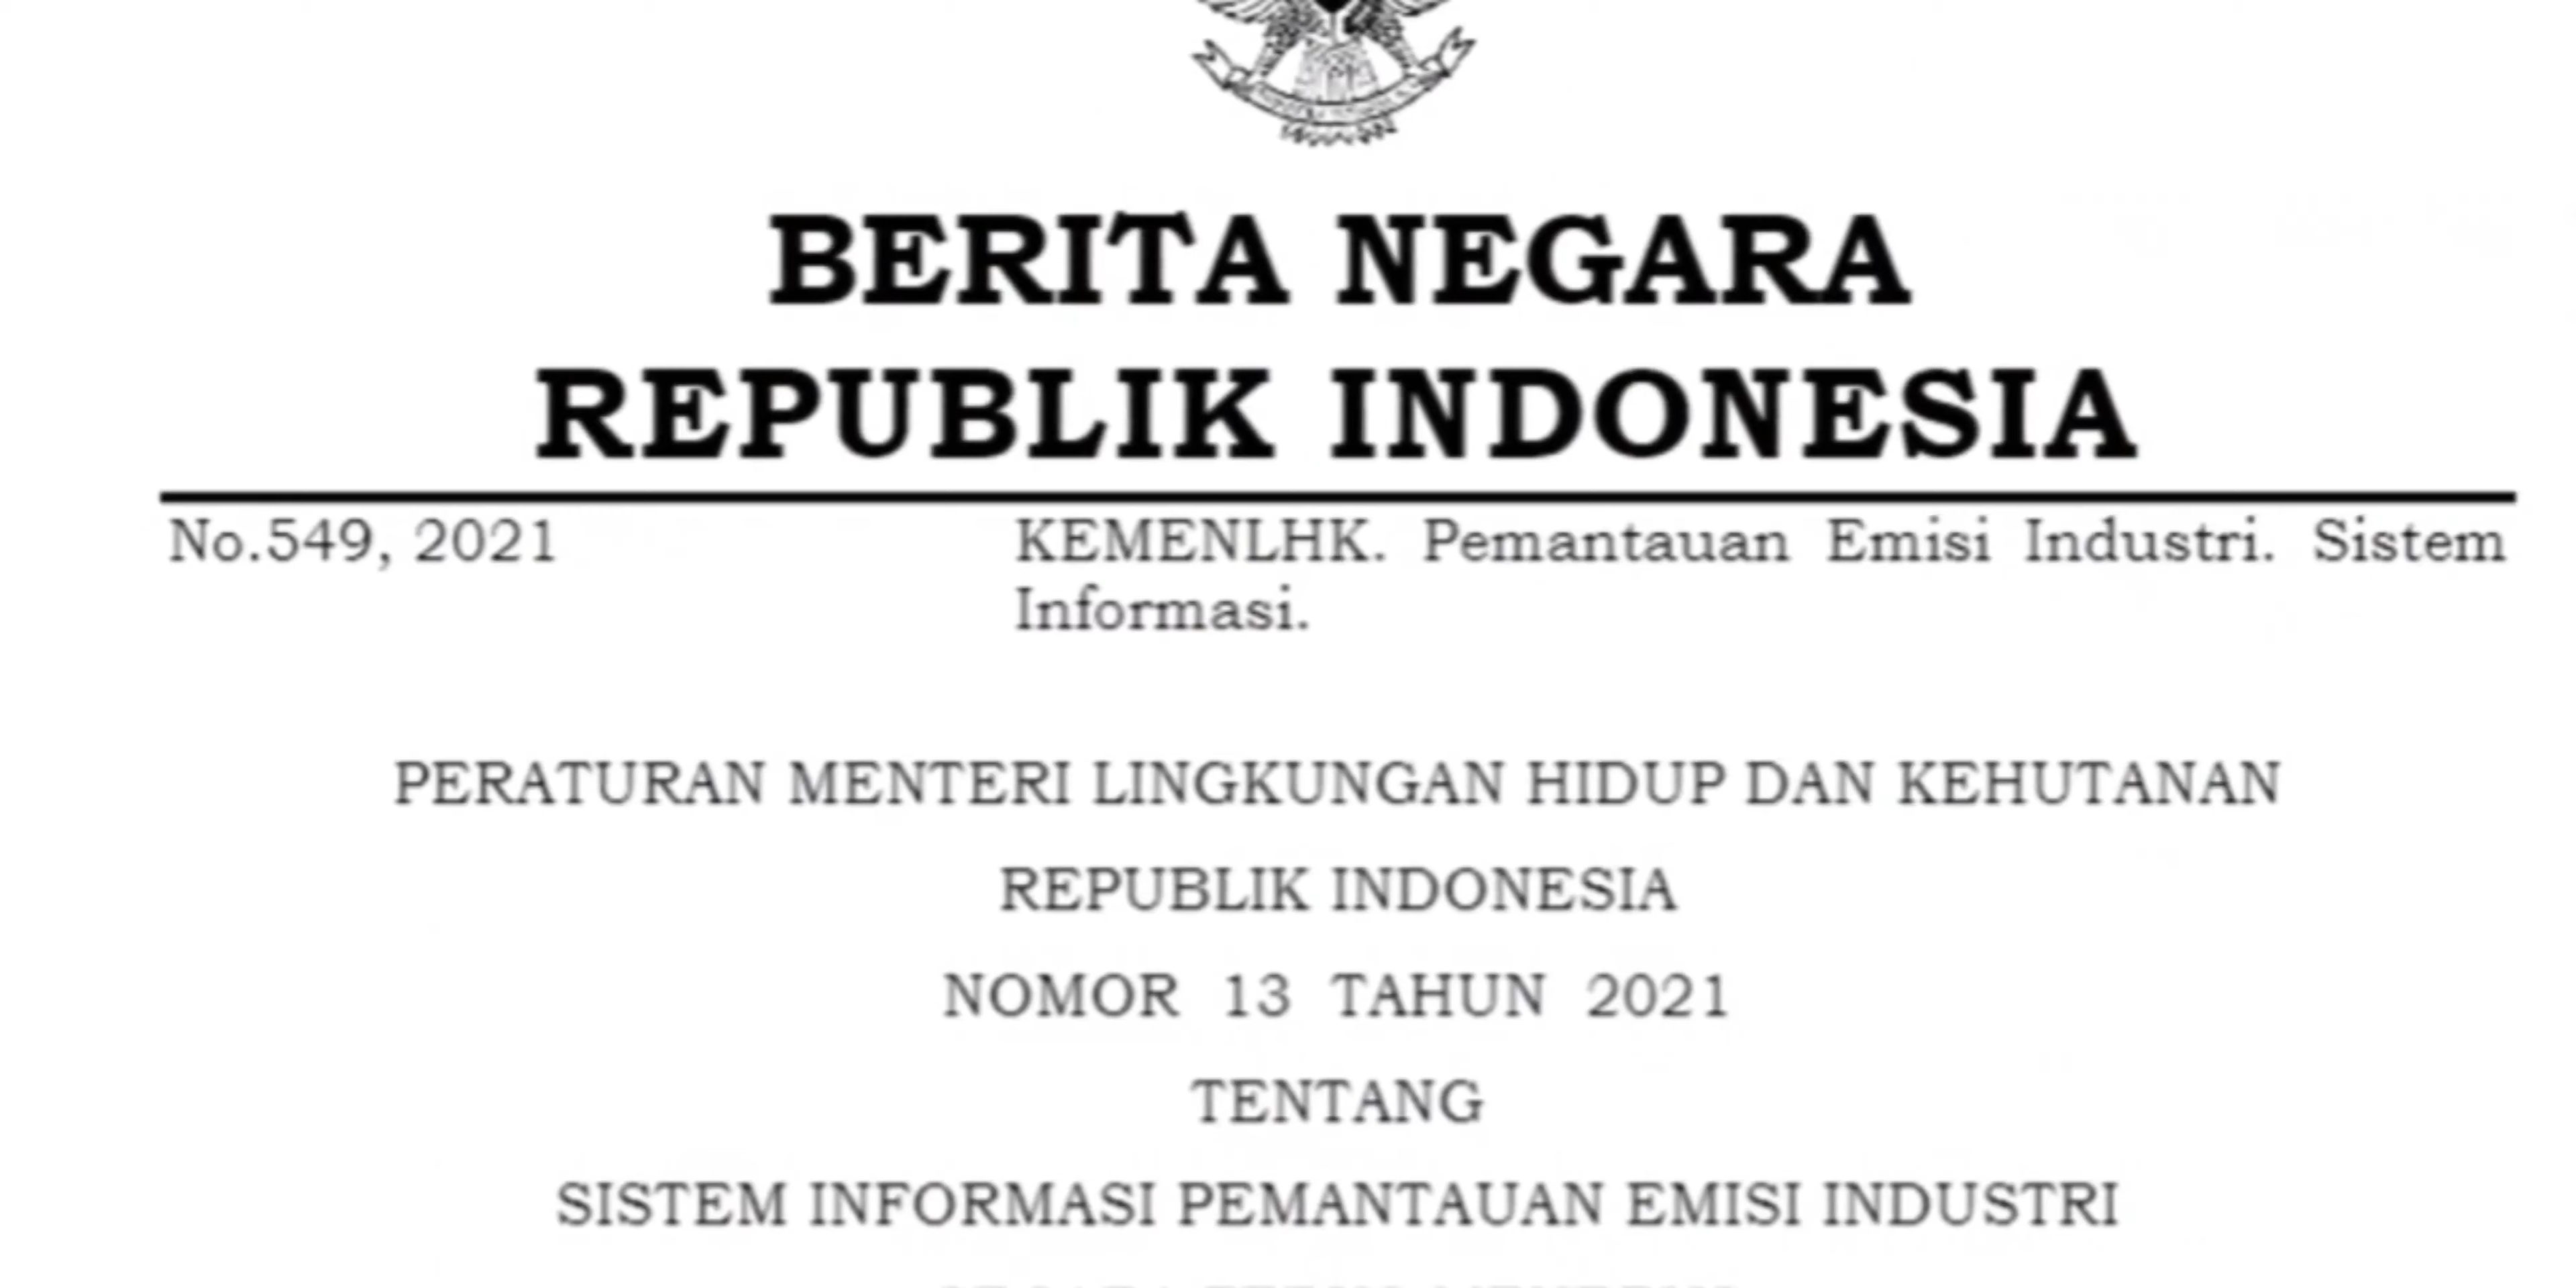 BERITA NEGARA
REPUBLIK INDONESIA
No.549, 2021
KEMENLHK. Pemantauan Emisi Industri. Sistem
Informasi.
PERATURAN MENTERI LINGKUNGAN HIDUP DAN KEHUTANAN
REPUBLIK INDONESIA
NOMOR 13 TAHUN 2021
TENTANG
SISTEM INFORMASI PEMANTAUAN EMISI INDUSTRI